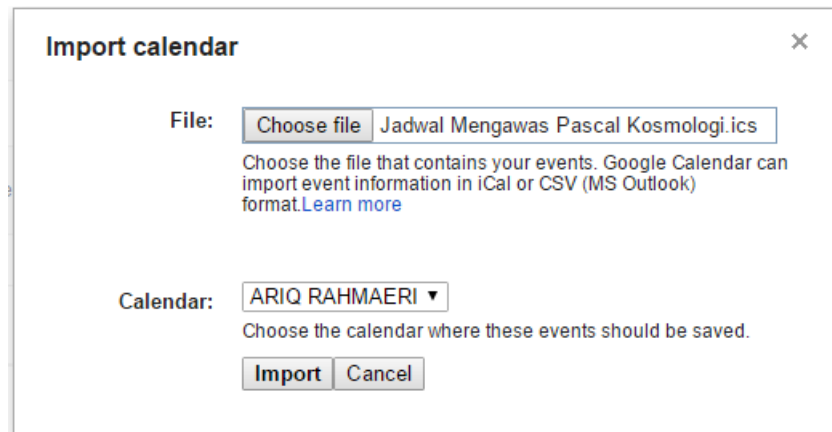 Import calendar ×
File: Choose file Jadwal Mengawas Pascal Kosmologi.ics
Choose the file that contains your events. Google Calendar can
import event information in iCal or CSV (MS Outlook)
format.Learn more
Calendar: ARIQ RAHMAERI ▼
Choose the calendar where these events should be saved.
Import Cancel